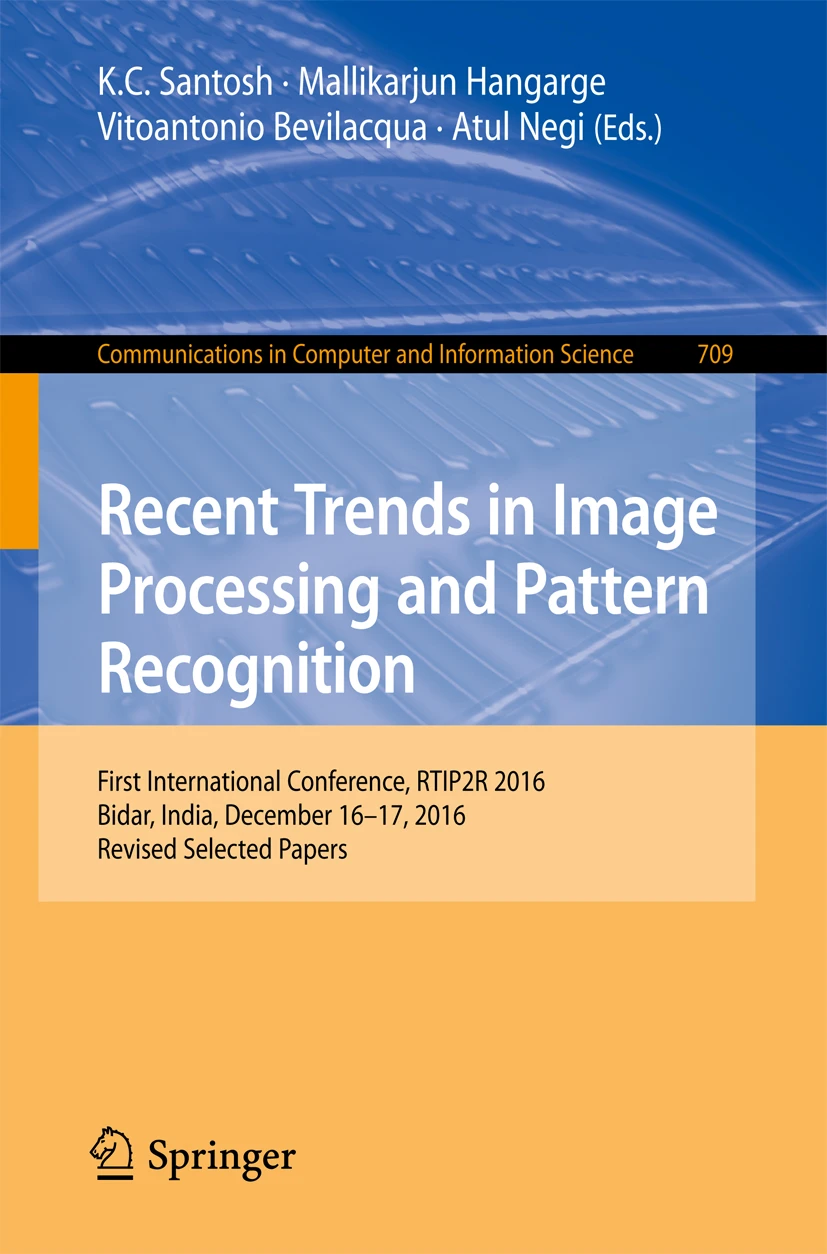 K.C. Santosh · Mallikarjun Hangarge
Vitoantonio Bevilacqua · Atul Negi (Eds.)
Communications in Computer and Information Science 709
Recent Trends in Image
Processing and Pattern
Recognition
First International Conference, RTIP2R 2016
Bidar, India, December 16–17, 2016
Revised Selected Papers
Springer